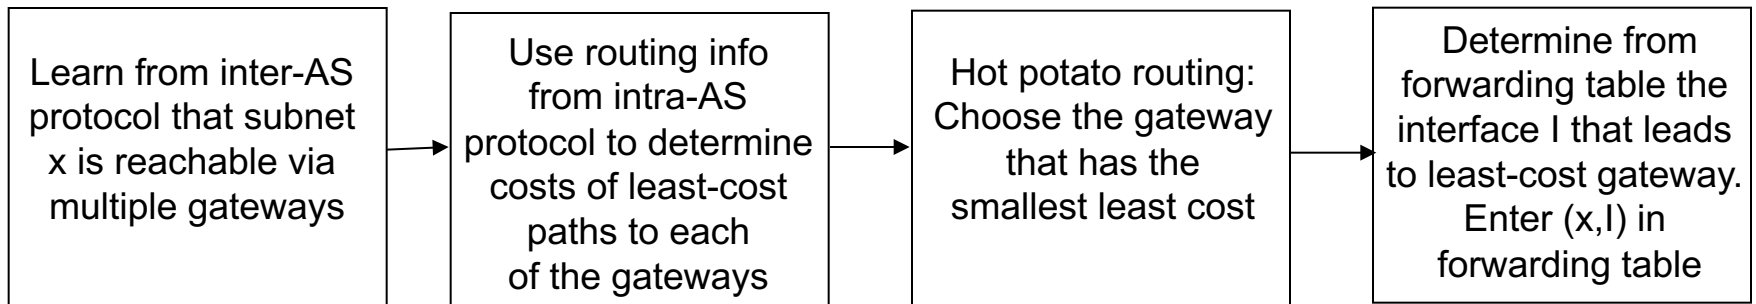 Learn from inter-AS
protocol that subnet
x is reachable via
multiple gateways
Use routing info
from intra-AS
protocol to determine
costs of least-cost
paths to each
of the gateways
Hot potato routing:
Choose the gateway
that has the
smallest least cost
Determine from
forwarding table the
interface I that leads
to least-cost gateway.
Enter (x,I) in
forwarding table